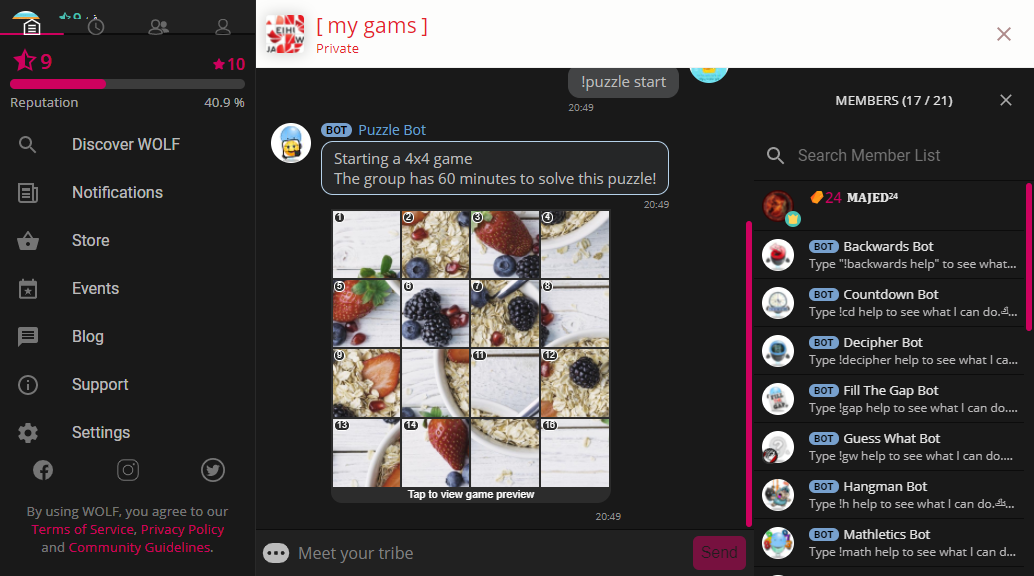 9
10
Reputation
40.9 %
Discover WOLF
Notifications
Store
Events
Blog
Support
Settings
By using WOLF, you agree to our
Terms of Service, Privacy Policy
and Community Guidelines.
[ my gams ]
Private
!puzzle start
20:49
BOT Puzzle Bot
Starting a 4x4 game
The group has 60 minutes to solve this puzzle!
20:49
1 2 3 4
5 6 7 8
9 11 12
13 14 16
Tap to view game preview
20:49
Meet your tribe
Send
MEMBERS (17 / 21)
Search Member List
24 MAJED²⁴
BOT Backwards Bot
Type "!backwards help" to see what...
BOT Countdown Bot
Type !cd help to see what I can do....
BOT Decipher Bot
Type !decipher help to see what I ca...
BOT Fill The Gap Bot
Type !gap help to see what I can do....
BOT Guess What Bot
Type !gw help to see what I can do....
BOT Hangman Bot
Type !h help to see what I can do....
BOT Mathletics Bot
Type !math help to see what I can d...